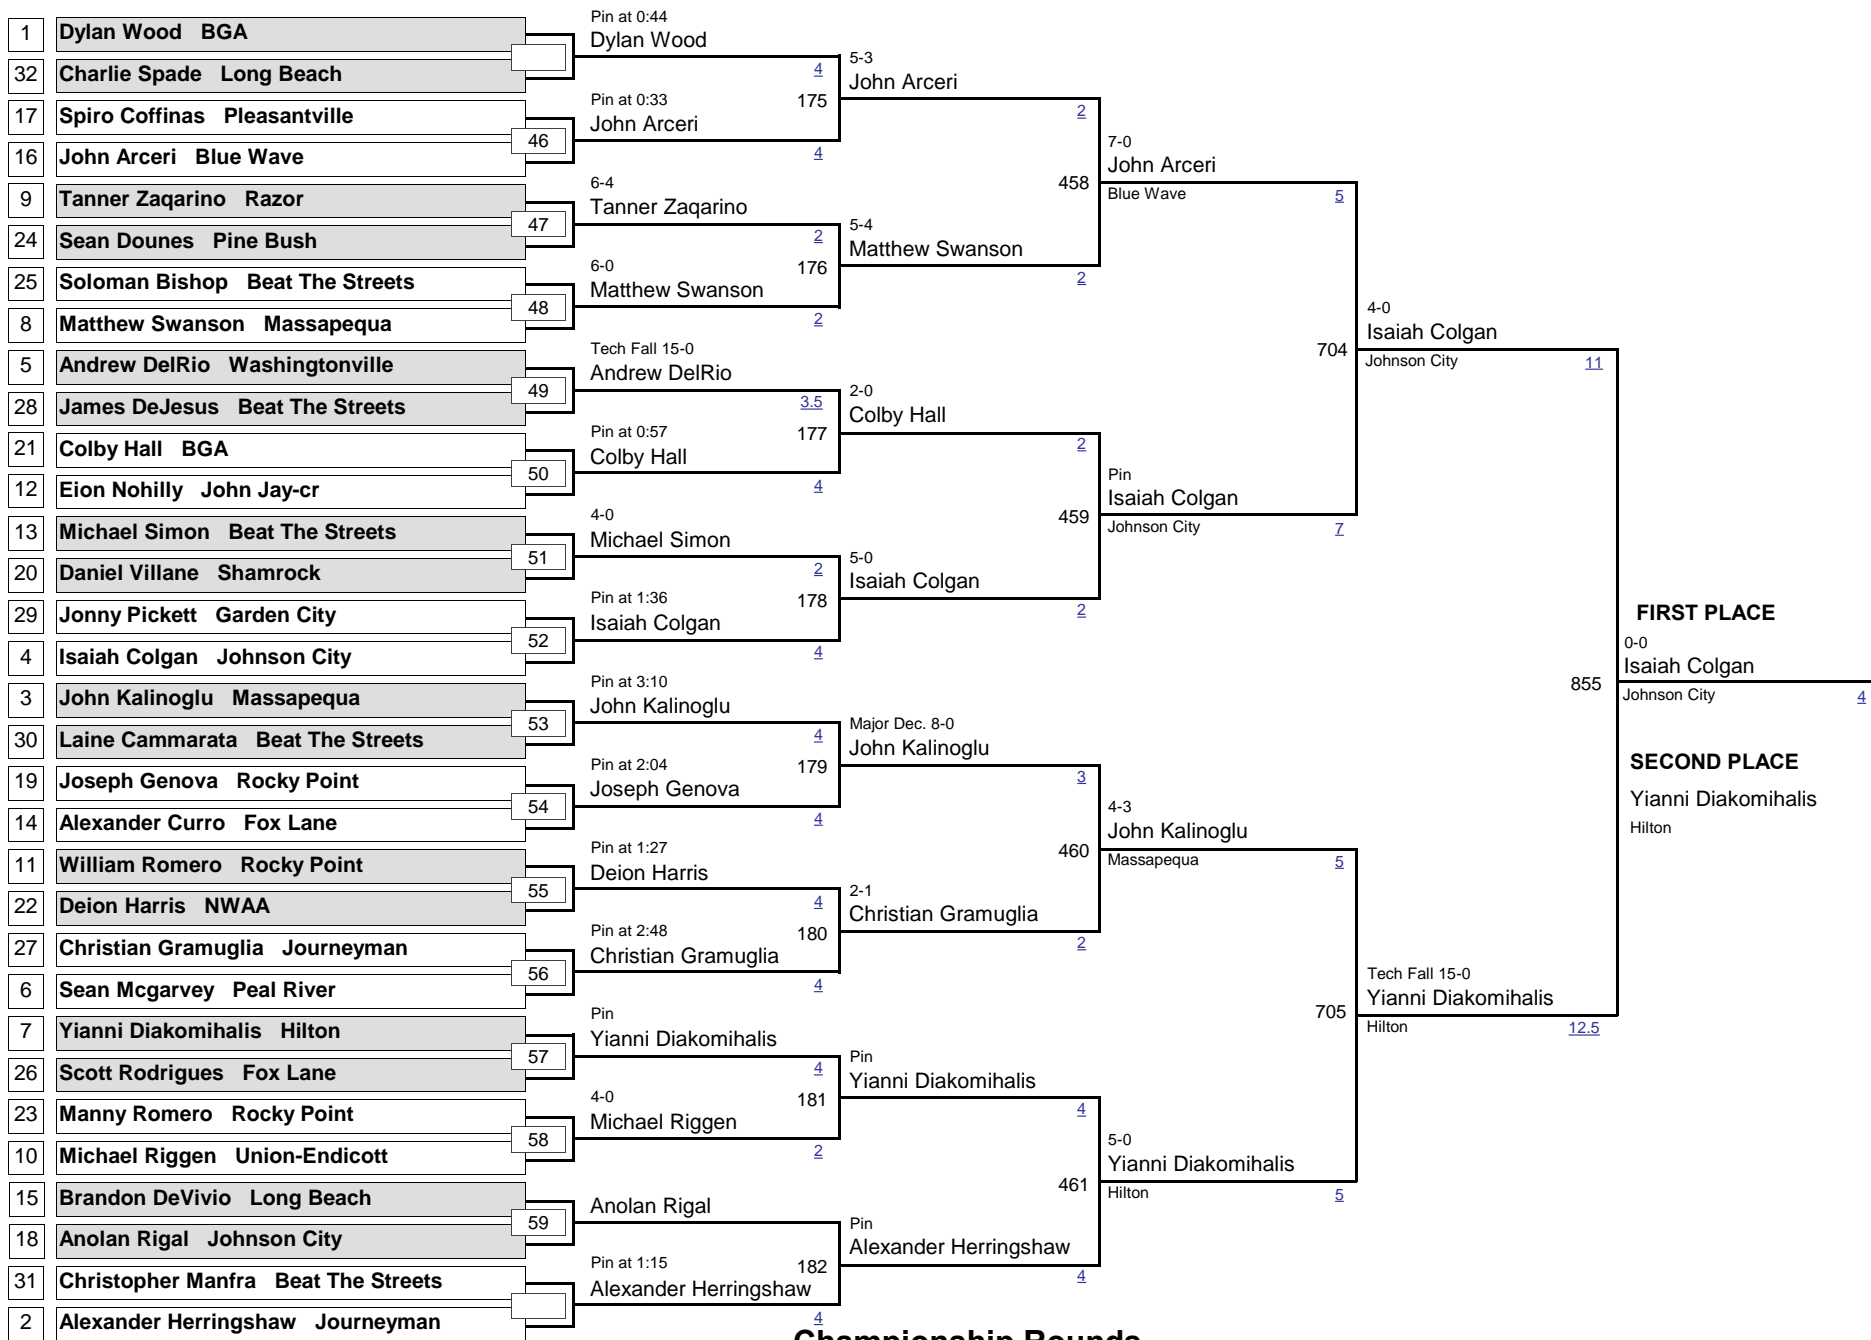 1 Dylan Wood BGA
32 Charlie Spade Long Beach
17 Spiro Coffinas Pleasantville
46
16 John Arceri Blue Wave
9 Tanner Zaqarino Razor
47
24 Sean Dounes Pine Bush
25 Soloman Bishop Beat The Streets
48
8 Matthew Swanson Massapequa
5 Andrew DelRio Washingtonville
49
28 James DeJesus Beat The Streets
21 Colby Hall BGA
50
12 Eion Nohilly John Jay-cr
13 Michael Simon Beat The Streets
51
20 Daniel Villane Shamrock
29 Jonny Pickett Garden City
52
4 Isaiah Colgan Johnson City
3 John Kalinoglu Massapequa
53
30 Laine Cammarata Beat The Streets
19 Joseph Genova Rocky Point
54
14 Alexander Curro Fox Lane
11 William Romero Rocky Point
55
22 Deion Harris NWAA
27 Christian Gramuglia Journeyman
56
6 Sean Mcgarvey Peal River
7 Yianni Diakomihalis Hilton
57
26 Scott Rodrigues Fox Lane
23 Manny Romero Rocky Point
58
10 Michael Riggen Union-Endicott
15 Brandon DeVivio Long Beach
59
18 Anolan Rigal Johnson City
31 Christopher Manfra Beat The Streets
2 Alexander Herringshaw Journeyman
Pin at 0:44
Dylan Wood
4
175
Pin at 0:33
John Arceri
4
6-4
Tanner Zaqarino
2
176
6-0
Matthew Swanson
2
Tech Fall 15-0
Andrew DelRio
3.5
177
Pin at 0:57
Colby Hall
4
4-0
Michael Simon
2
178
Pin at 1:36
Isaiah Colgan
4
Pin at 3:10
John Kalinoglu
4
179
Pin at 2:04
Joseph Genova
4
Pin at 1:27
Deion Harris
4
180
Pin at 2:48
Christian Gramuglia
4
Pin
Yianni Diakomihalis
4
181
4-0
Michael Riggen
2
Anolan Rigal
182
Pin at 1:15
Alexander Herringshaw
4
5-3
John Arceri
2
458
5-4
Matthew Swanson
2
2-0
Colby Hall
2
459
5-0
Isaiah Colgan
2
Major Dec. 8-0
John Kalinoglu
3
460
2-1
Christian Gramuglia
2
Pin
Yianni Diakomihalis
4
461
Pin
Alexander Herringshaw
4
7-0
John Arceri
Blue Wave 5
704
Pin
Isaiah Colgan
Johnson City 7
4-3
John Kalinoglu
Massapequa 5
705
5-0
Yianni Diakomihalis
Hilton 5
4-0
Isaiah Colgan
Johnson City 11
855
Tech Fall 15-0
Yianni Diakomihalis
Hilton 12.5
FIRST PLACE
0-0
Isaiah Colgan
Johnson City 4
SECOND PLACE
Yianni Diakomihalis
Hilton
Championship Rounds